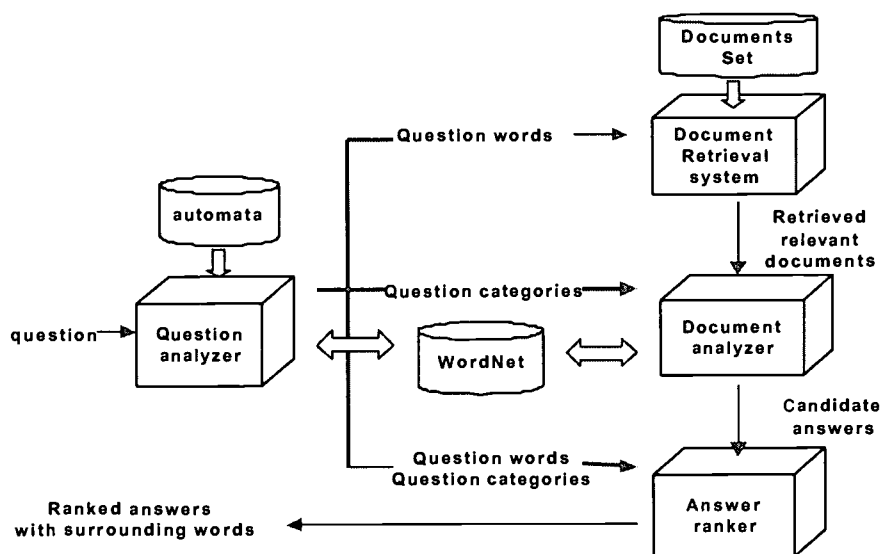 Documents
Set
Question words
Document
Retrieval
system
automata
Retrieved
relevant
documents
Question categories
question
Question
analyzer
WordNet
Document
analyzer
Candidate
answers
Question words
Question categories
Ranked answers
with surrounding words
Answer
ranker